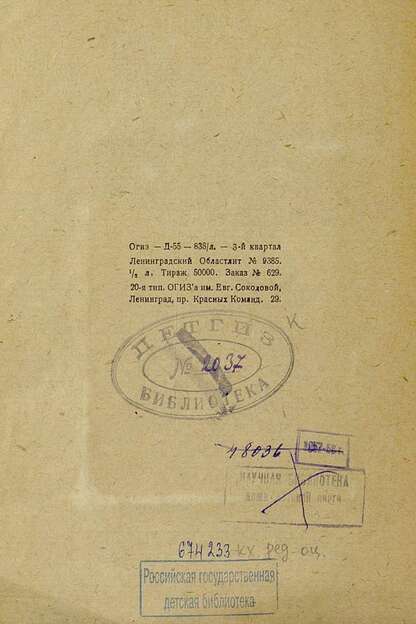 Огиз — Д-55 — 838/л. — 3-й квартал
Ленинградский Областлит № 9385.
1/2 л. Тираж 50000. Заказ № 629.
20-я тип. ОГИЗ'а им. Евг. Соколовой,
Ленинград, пр. Красных Команд. 29.
К
ДЕТГИЗ
№ 2037
БИБЛИОТЕКА
48036
НАУЧНАЯ БИБЛИОТЕКА
674233 кх ред-оц.
Российская государственная
детская библиотека